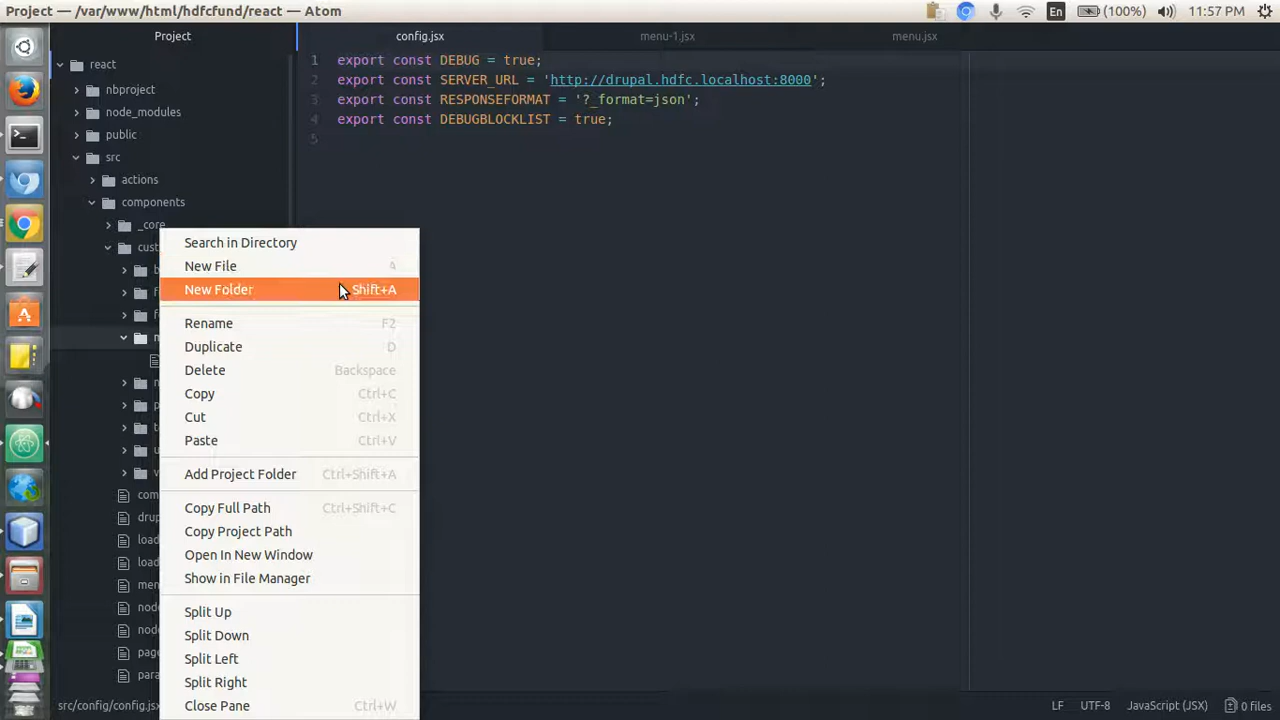 Project — /var/www/html/hdfcfund/react — Atom
En (100%) 11:57 PM
Project
config.jsx
menu-1.jsx
menu.jsx
react
nbproject
node_modules
public
src
actions
components
_core
1 export const DEBUG = true;
2 export const SERVER_URL = 'http://drupal.hdfc.localhost:8000';
3 export const RESPONSEFORMAT = '?_format=json';
4 export const DEBUGBLOCKLIST = true;
5
Search in Directory
New File A
New Folder Shift+A
Rename F2
Duplicate D
Delete Backspace
Copy Ctrl+C
Cut Ctrl+X
Paste Ctrl+V
Add Project Folder Ctrl+Shift+A
Copy Full Path Ctrl+Shift+C
Copy Project Path
Open In New Window
Show in File Manager
Split Up
Split Down
Split Left
Split Right
Close Pane Ctrl+W
src/config/config.jsx
LF UTF-8 JavaScript (JSX) 0 files